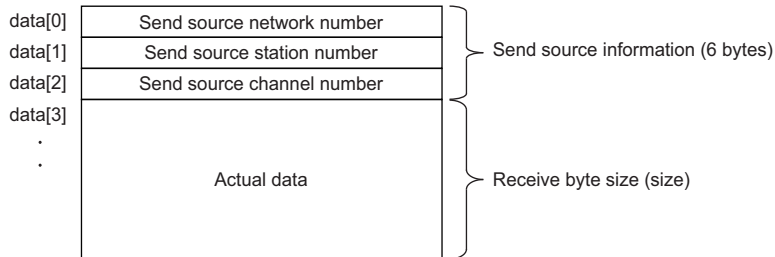 data[0] Send source network number
data[1] Send source station number Send source information (6 bytes)
data[2] Send source channel number
data[3]
.
.
Actual data Receive byte size (size)